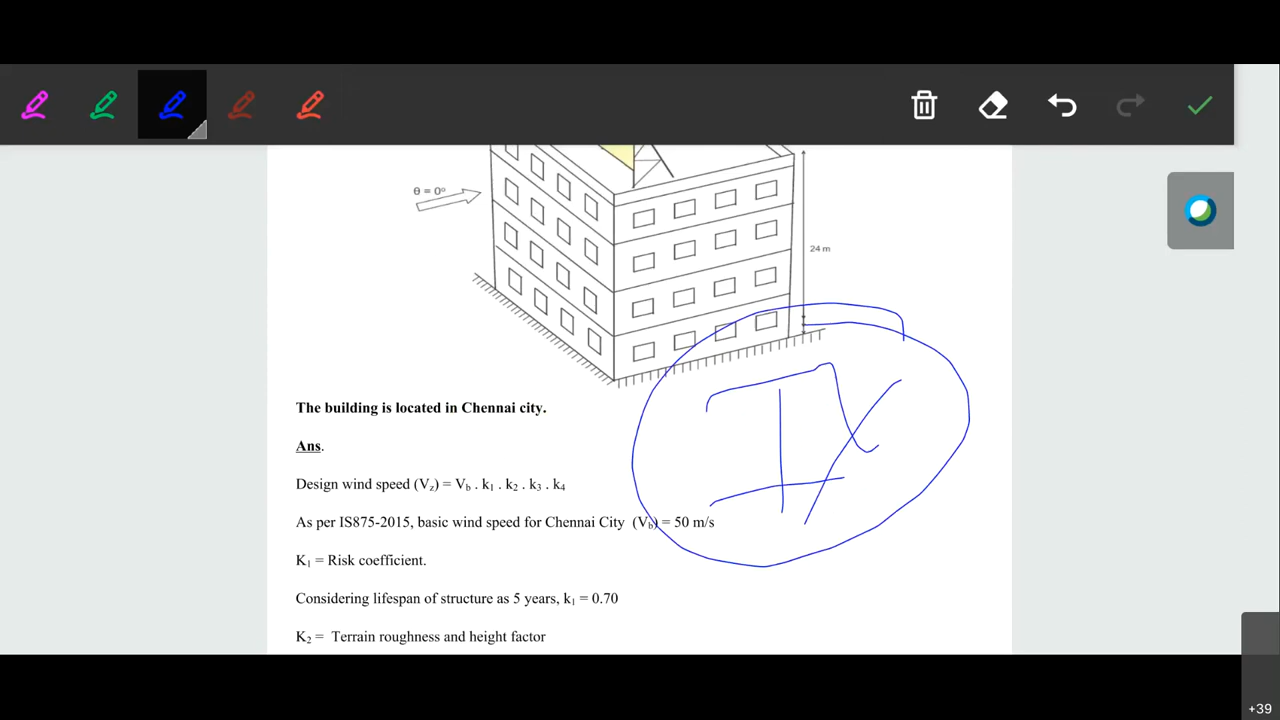 θ = 0º
24 m
The building is located in Chennai city.
Ans.
Design wind speed (Vz) = Vb . k1 . k2 . k3 . k4
As per IS875-2015, basic wind speed for Chennai City (Vb) = 50 m/s
K1 = Risk coefficient.
Considering lifespan of structure as 5 years, k1 = 0.70
K2 = Terrain roughness and height factor
+39